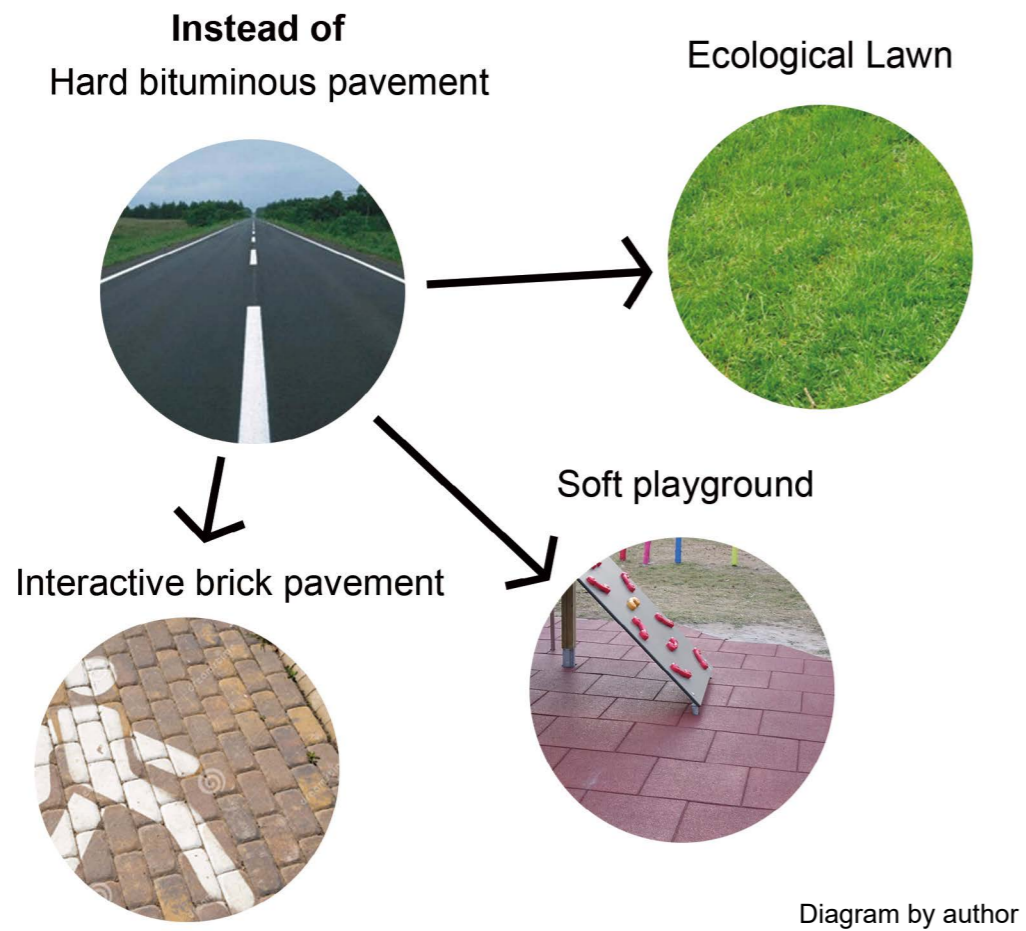 Instead of
Hard bituminous pavement
Ecological Lawn
Soft playground
Interactive brick pavement
Diagram by author